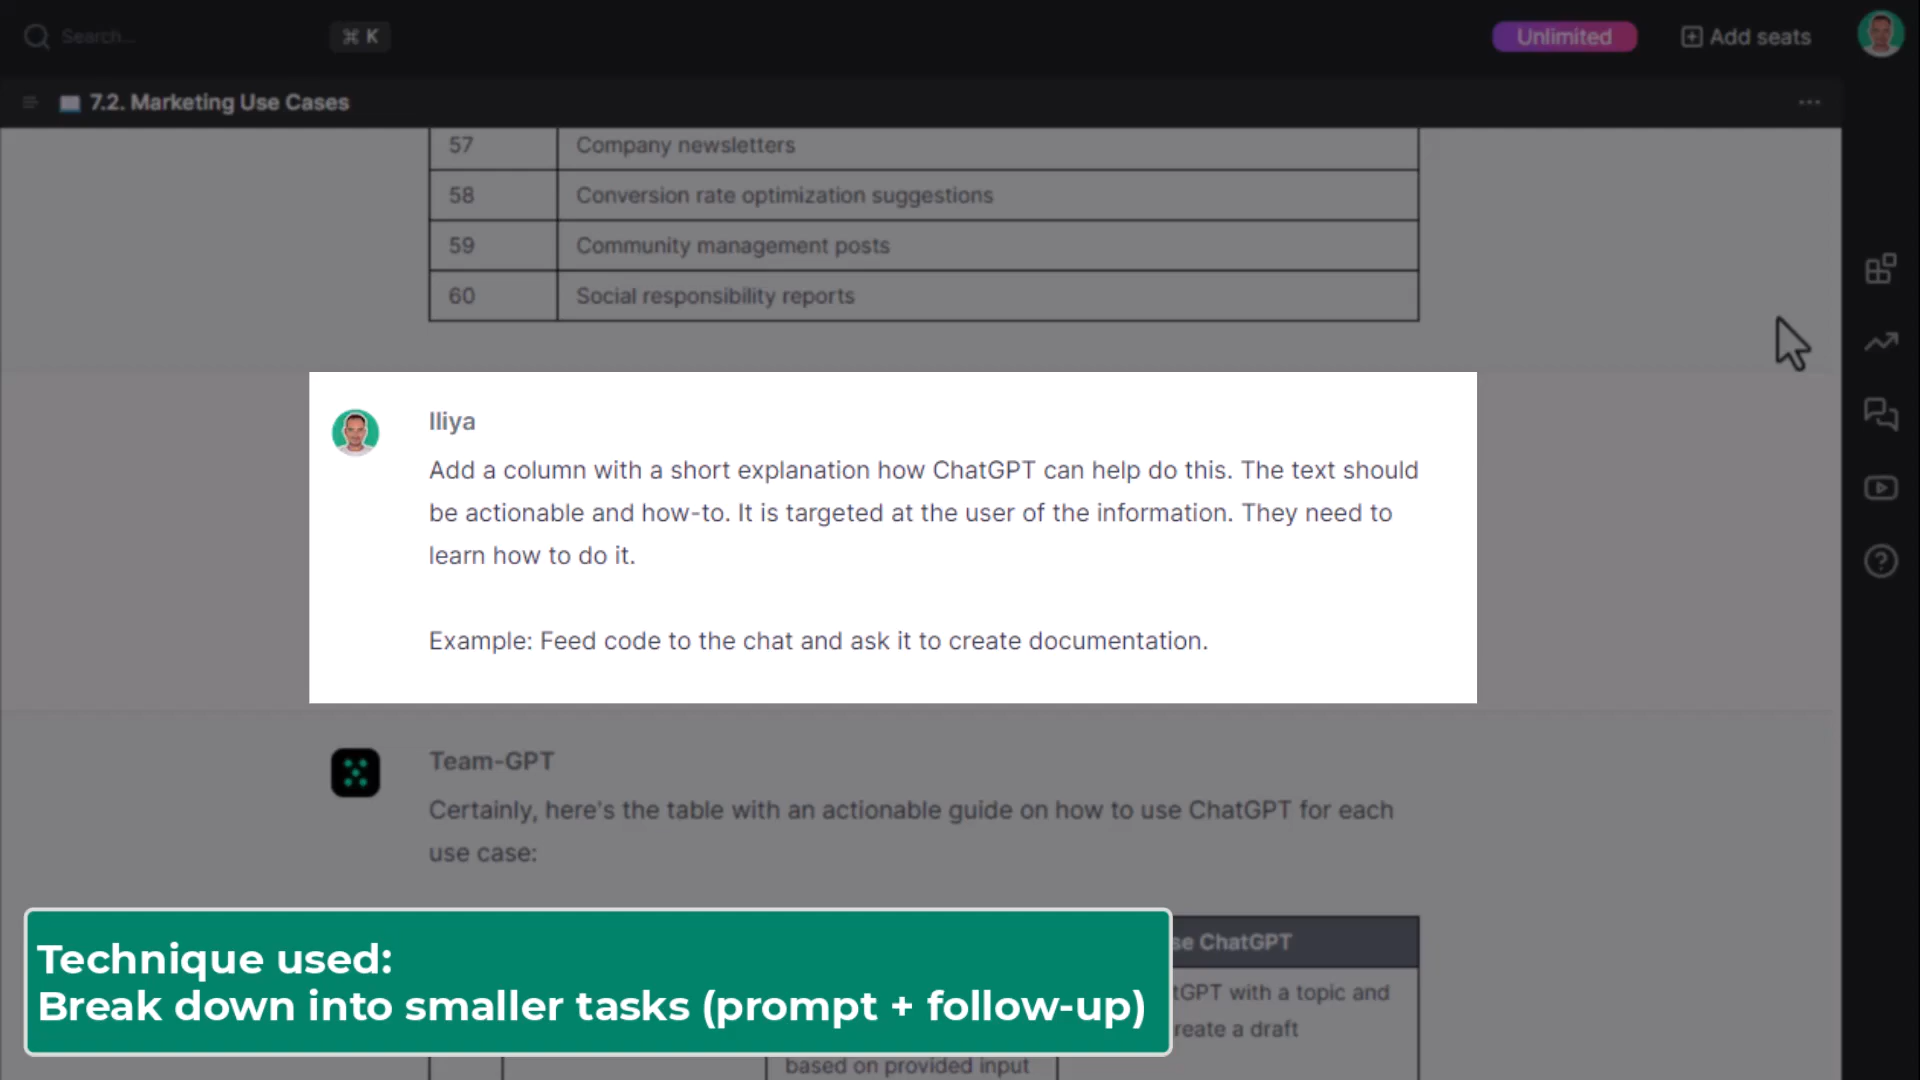 Search...
⌘ K
Unlimited
Add seats
7.2. Marketing Use Cases
57 Company newsletters
58 Conversion rate optimization suggestions
59 Community management posts
60 Social responsibility reports
Iliya
Add a column with a short explanation how ChatGPT can help do this. The text should
be actionable and how-to. It is targeted at the user of the information. They need to
learn how to do it.
Example: Feed code to the chat and ask it to create documentation.
Team-GPT
Certainly, here's the table with an actionable guide on how to use ChatGPT for each
use case:
ChatGPT
with a topic and
a draft
based on provided input
Technique used:
Break down into smaller tasks (prompt + follow-up)